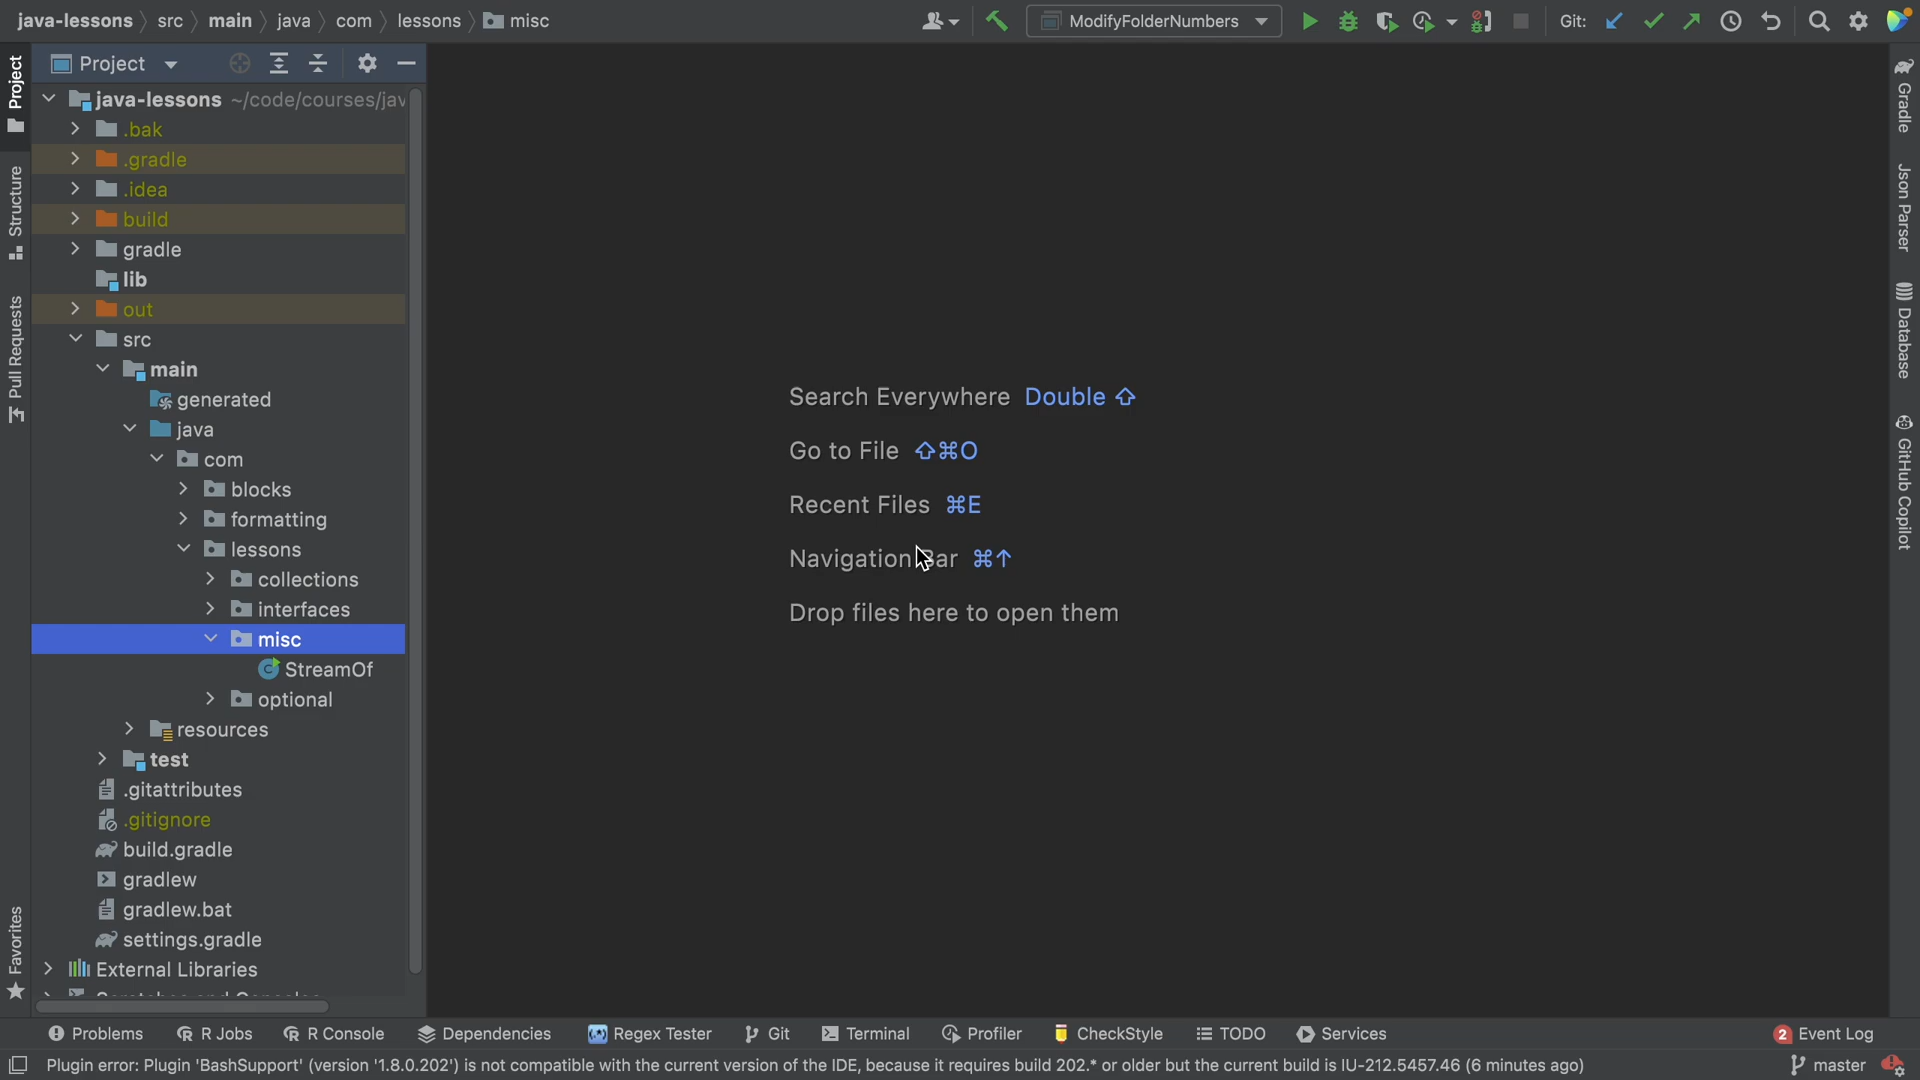 java-lessons src main java com lessons misc ModifyFolderNumbers Git:
Project
java-lessons ~/code/courses/jav
.bak
.gradle
.idea
build
gradle
lib
out
src
main
generated
java
com
blocks
formatting
lessons
collections
interfaces
misc
StreamOf
optional
resources
test
.gitattributes
.gitignore
build.gradle
gradlew
gradlew.bat
settings.gradle
External Libraries
Project
Structure
Pull Requests
Favorites
Search Everywhere Double ⇧
Go to File ⇧⌘O
Recent Files ⌘E
Navigation Bar ⌘↑
Drop files here to open them
Gradle
Json Parser
Database
GitHub Copilot
Problems R Jobs R Console Dependencies Regex Tester Git Terminal Profiler CheckStyle TODO Services 2 Event Log
Plugin error: Plugin 'BashSupport' (version '1.8.0.202') is not compatible with the current version of the IDE, because it requires build 202.* or older but the current build is IU-212.5457.46 (6 minutes ago) master